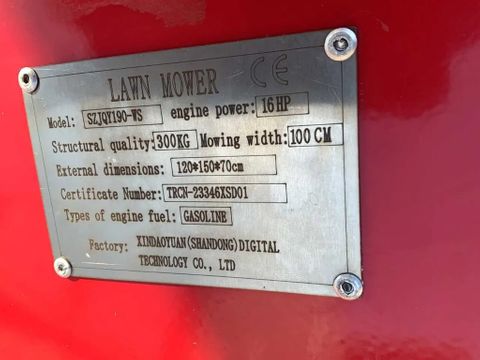 LAWN MOWER CE
Model: SZJQY190-WS engine power: 16HP
Structural quality: 300KG Mowing width: 100 CM
External dimensions: 120*150*70cm
Certificate Number: TRCN-23346XSD01
Types of engine fuel: GASOLINE
Factory: XINDAOYUAN(SHANDONG)DIGITAL
TECHNOLOGY CO., LTD